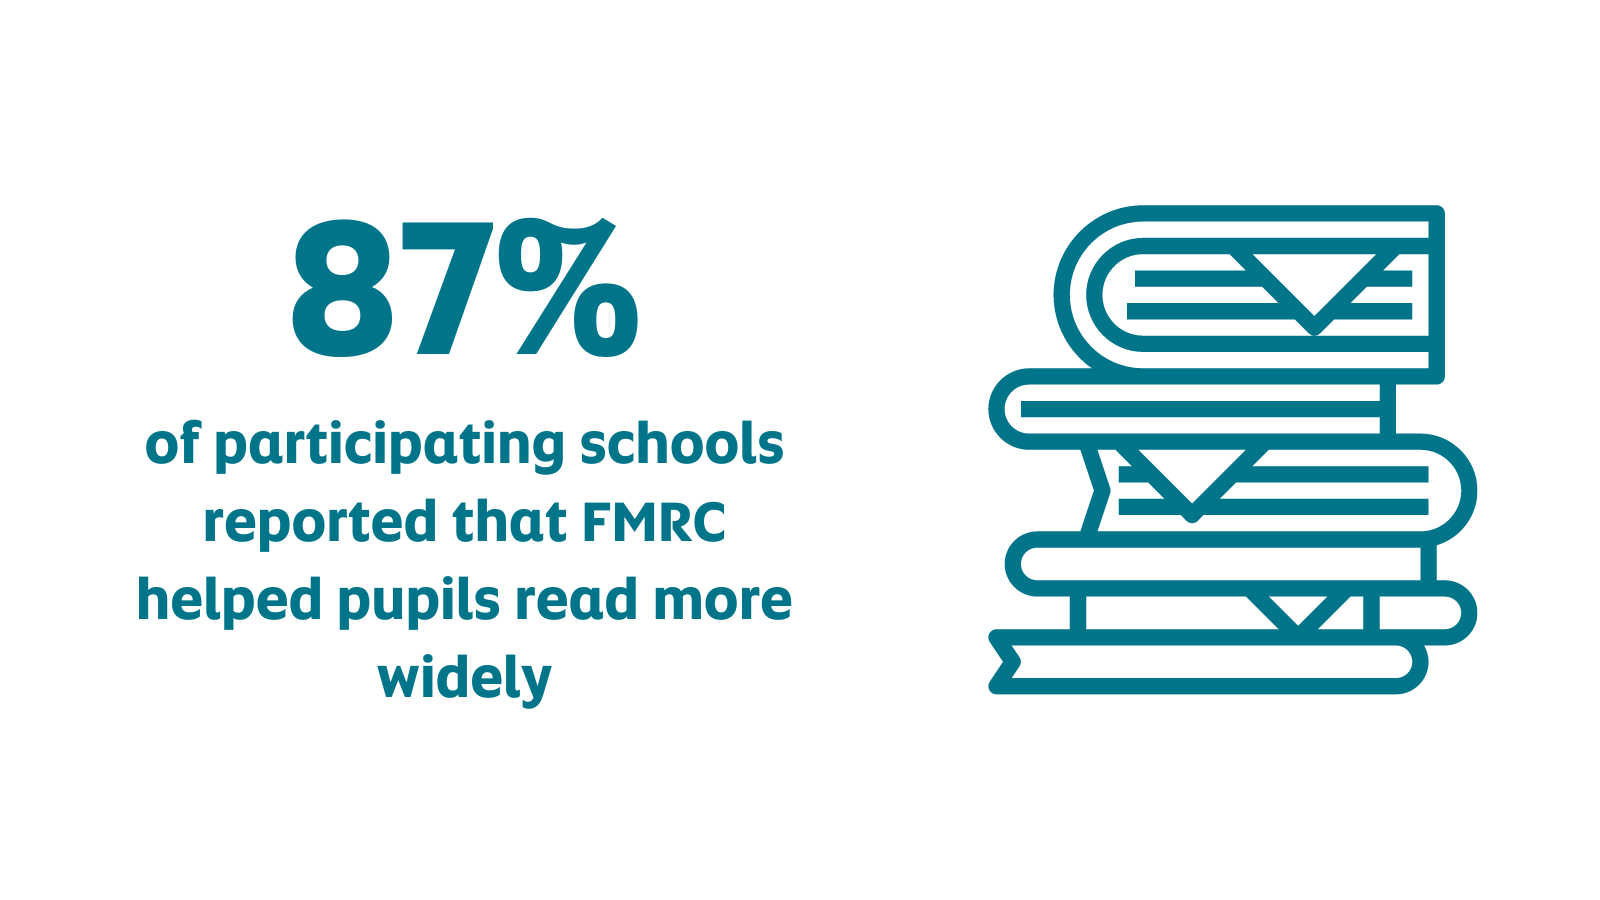 87%
of participating schools
reported that FMRC
helped pupils read more
widely